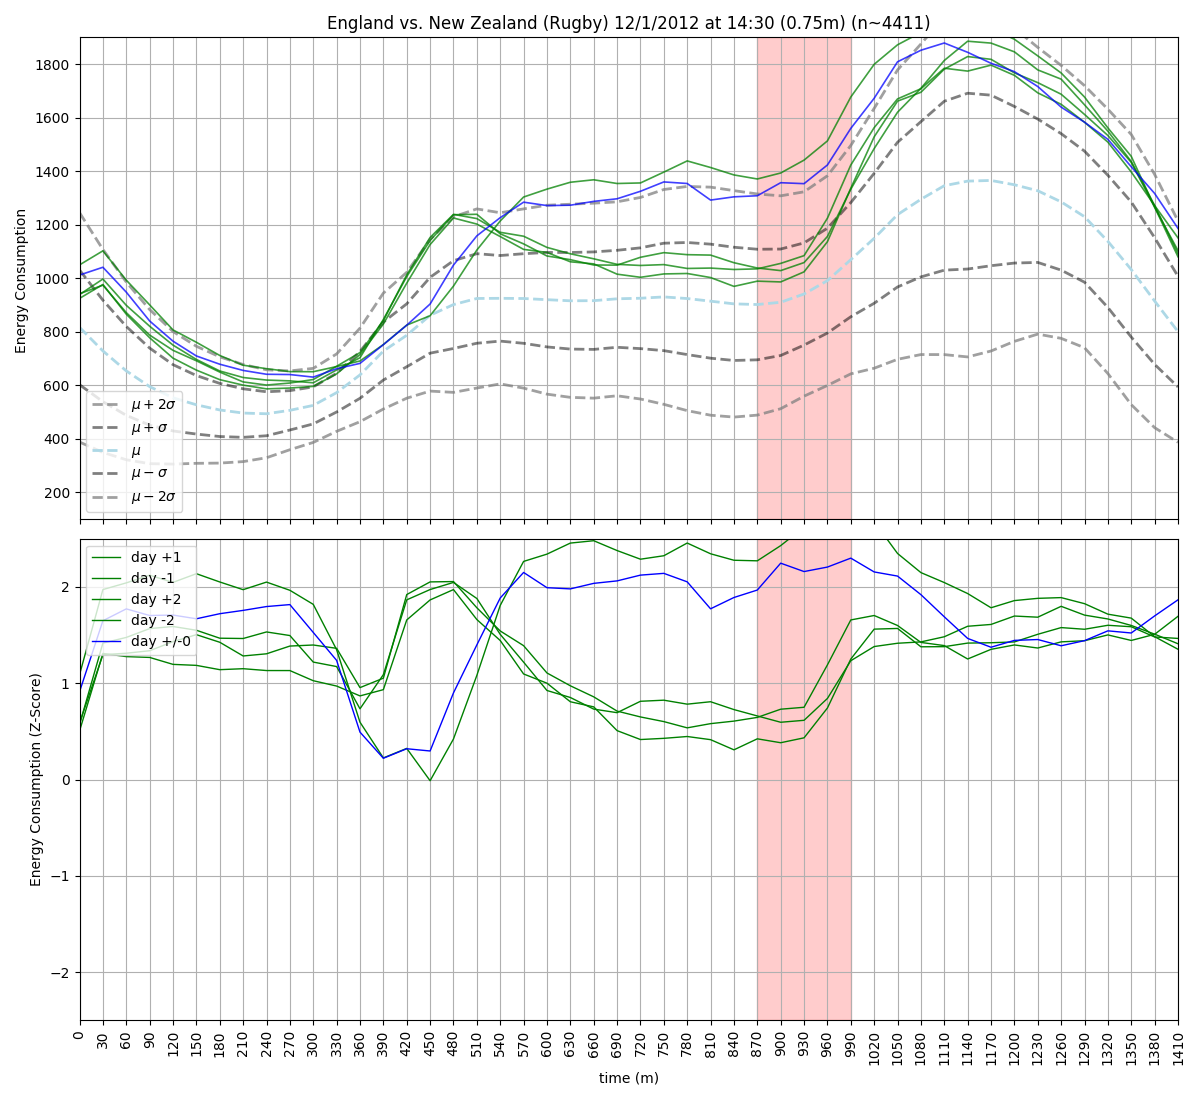 England vs. New Zealand (Rugby) 12/1/2012 at 14:30 (0.75m) (n~4411)
Energy Consumption
1800
1600
1400
1200
1000
800
600
400
200
μ + 2σ
μ + σ
μ
μ − σ
μ − 2σ
Energy Consumption (Z-Score)
2
1
0
−1
−2
day +1
day -1
day +2
day -2
day +/-0
0 30 60 90 120 150 180 210 240 270 300 330 360 390 420 450 480 510 540 570 600 630 660 690 720 750 780 810 840 870 900 930 960 990 1020 1050 1080 1110 1140 1170 1200 1230 1260 1290 1320 1350 1380 1410
time (m)